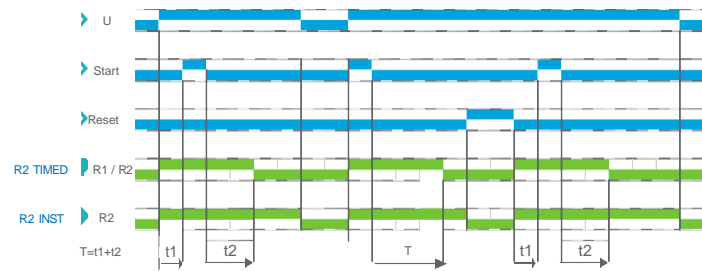 U
Start
Reset
R2 TIMED R1 / R2
R2 INST R2
T=t1+t2 t1 t2 T t1 t2